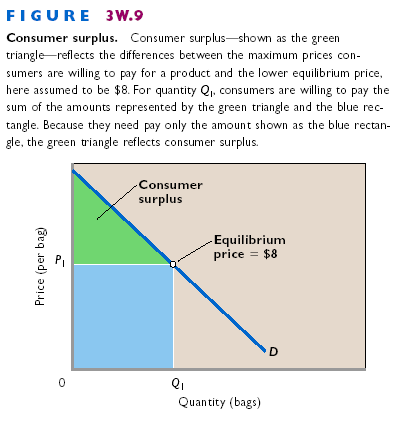 FIGURE 3W.9
Consumer surplus. Consumer surplus—shown as the green
triangle—reflects the differences between the maximum prices con-
sumers are willing to pay for a product and the lower equilibrium price,
here assumed to be $8. For quantity Q1, consumers are willing to pay the
sum of the amounts represented by the green triangle and the blue rec-
tangle. Because they need pay only the amount shown as the blue rectan-
gle, the green triangle reflects consumer surplus.
Consumer
surplus
Equilibrium
price = $8
Price (per bag)
P1
D
0
Q1
Quantity (bags)